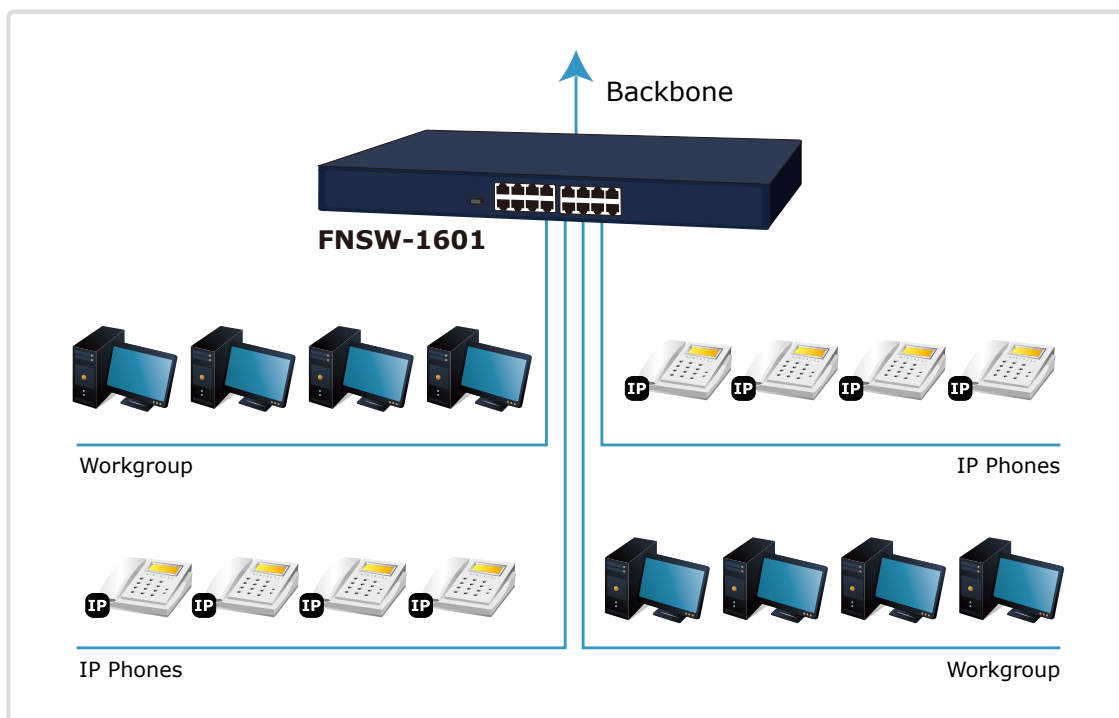 Backbone
FNSW-1601
IP IP IP IP
Workgroup
IP Phones
IP IP IP IP
IP Phones
Workgroup